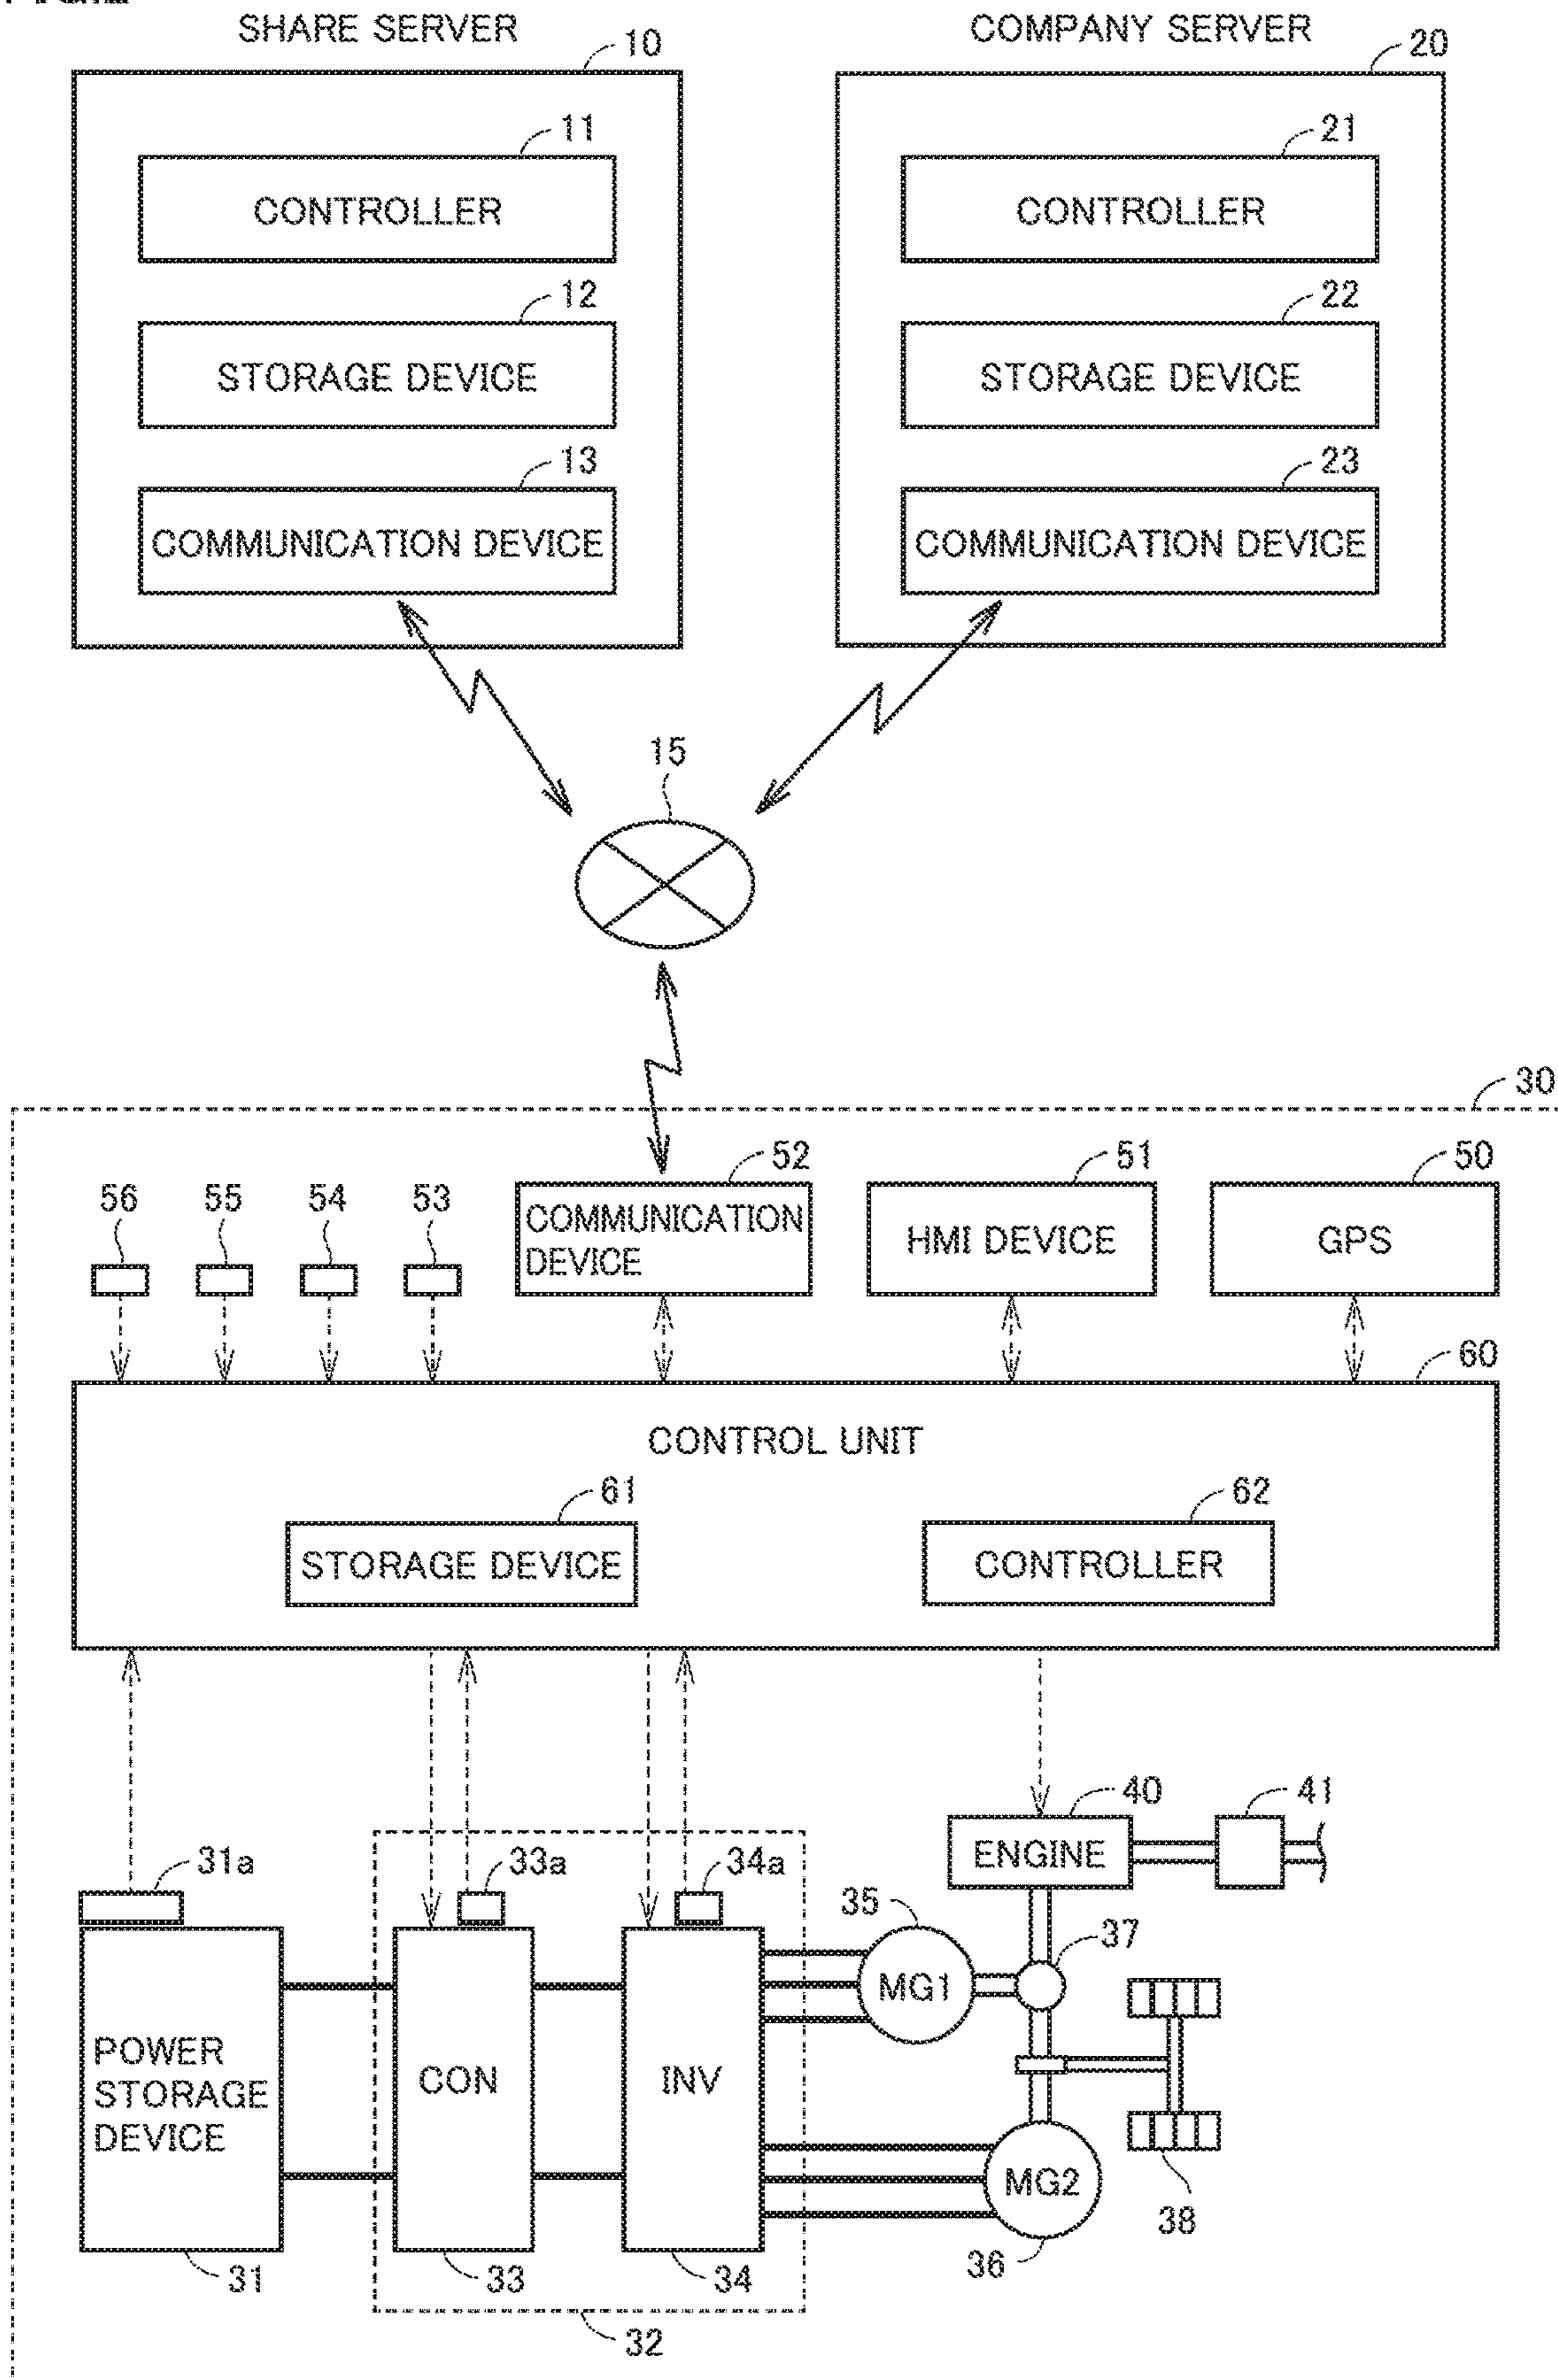 SHARE SERVER
COMPANY SERVER
10
20
11
21
CONTROLLER
CONTROLLER
12
22
STORAGE DEVICE
STORAGE DEVICE
13
23
COMMUNICATION DEVICE
COMMUNICATION DEVICE
15
30
56
55
54
53
52
51
50
COMMUNICATION
DEVICE
HMI DEVICE
GPS
60
CONTROL UNIT
61
62
STORAGE DEVICE
CONTROLLER
40
41
31a
33a
34a
ENGINE
35
37
MG1
POWER
STORAGE
DEVICE
CON
INV
MG2
38
31
33
34
36
32